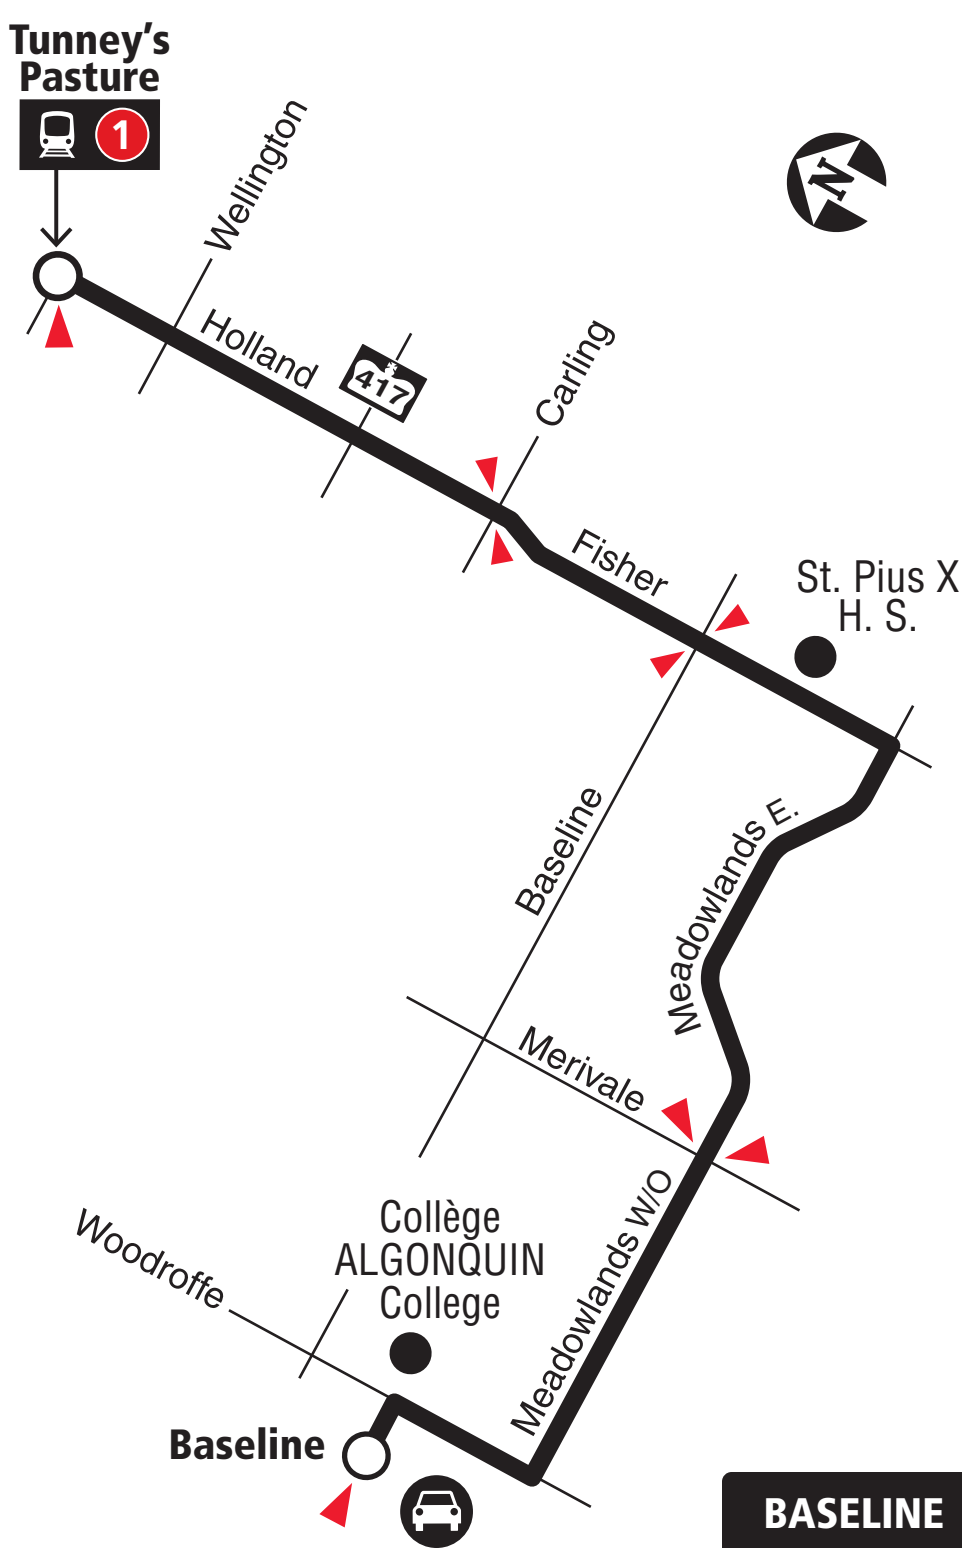 Tunney's
Pasture
1
Wellington
N
Holland
417
Carling
Fisher
St. Pius X
H. S.
Baseline
Meadowlands E.
Merivale
Meadowlands W/O
Woodroffe
Collège
ALGONQUIN
College
Baseline
BASELINE